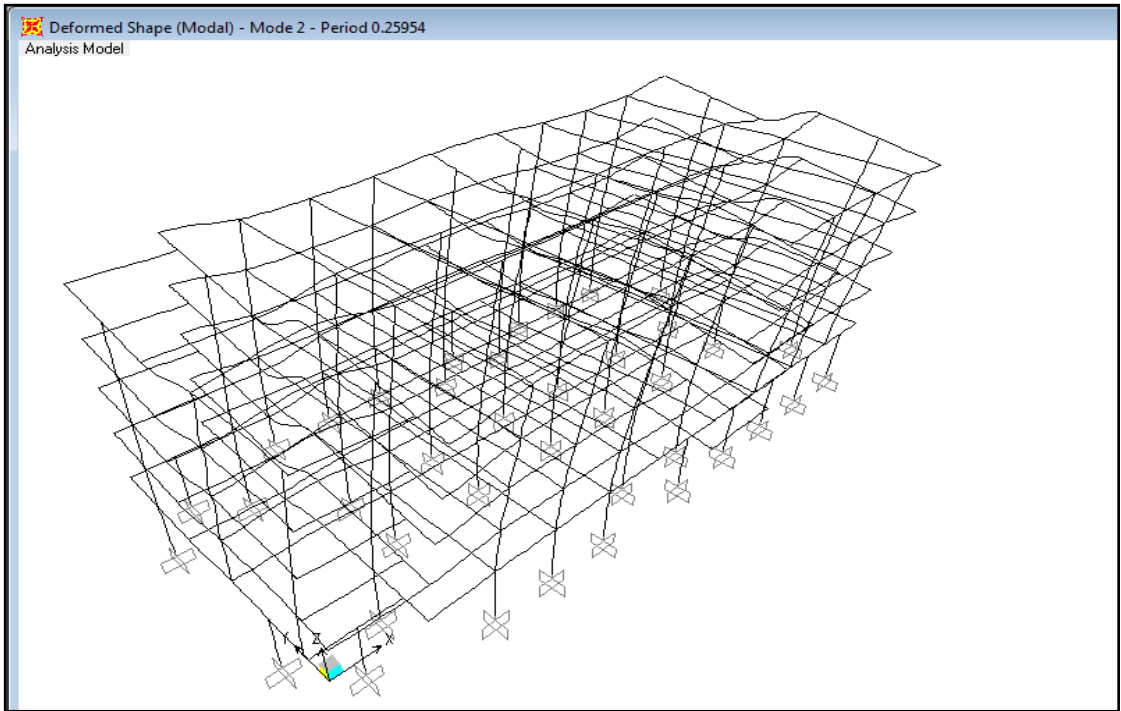 Deformed Shape (Modal) - Mode 2 - Period 0.25954
Analysis Model
Y Z X